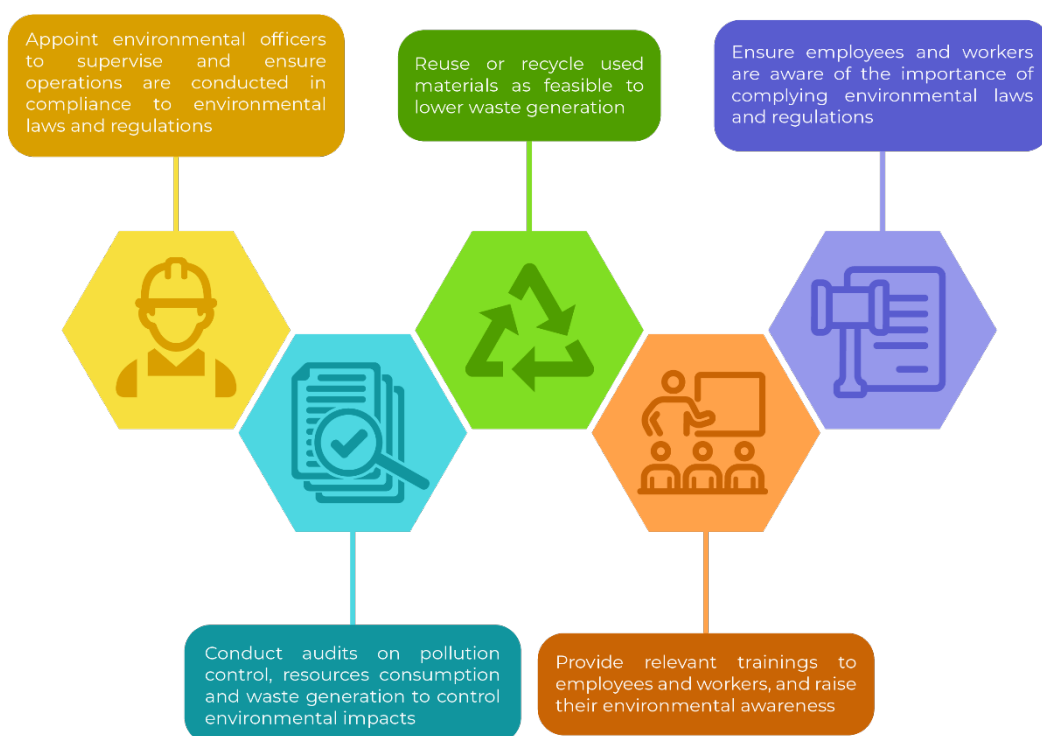 Appoint environmental officers
to supervise and ensure
operations are conducted in
compliance to environmental
laws and regulations
Reuse or recycle used
materials as feasible to
lower waste generation
Ensure employees and workers
are aware of the importance of
complying environmental laws
and regulations
Conduct audits on pollution
control, resources consumption
and waste generation to control
environmental impacts
Provide relevant trainings to
employees and workers, and raise
their environmental awareness